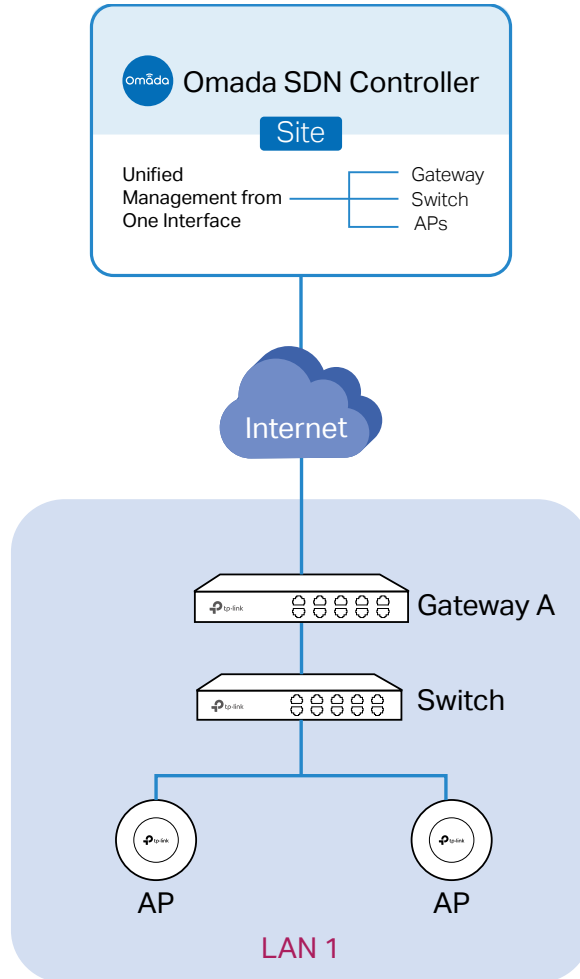 omada Omada SDN Controller
Site
Unified
Management from
One Interface
Gateway
Switch
APs
Internet
tp-link
Gateway A
tp-link
Switch
tp-link
tp-link
AP
AP
LAN 1